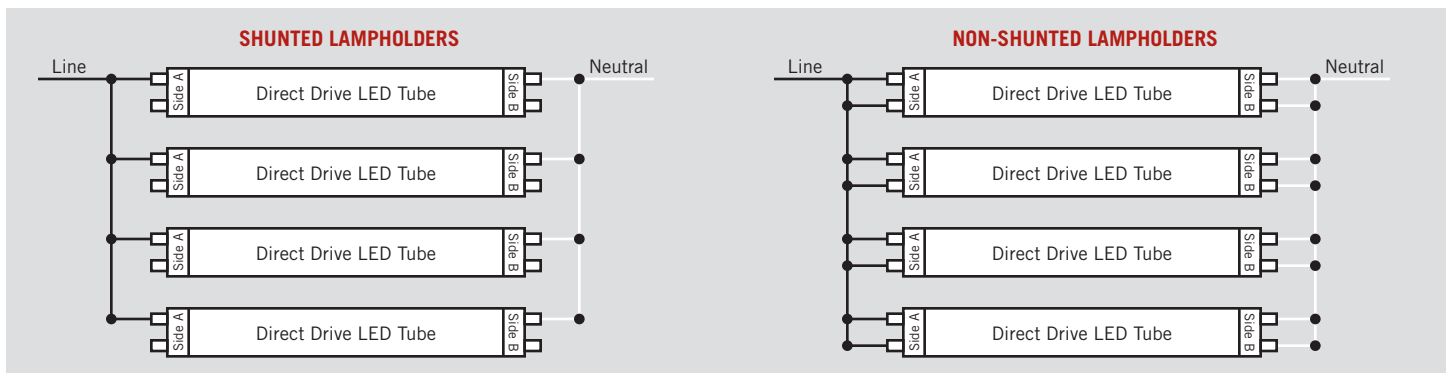 SHUNTED LAMPHOLDERS
Line
Neutral
Side A
Direct Drive LED Tube
Side B
Side A
Direct Drive LED Tube
Side B
Side A
Direct Drive LED Tube
Side B
Side A
Direct Drive LED Tube
Side B
NON-SHUNTED LAMPHOLDERS
Line
Neutral
Side A
Direct Drive LED Tube
Side B
Side A
Direct Drive LED Tube
Side B
Side A
Direct Drive LED Tube
Side B
Side A
Direct Drive LED Tube
Side B